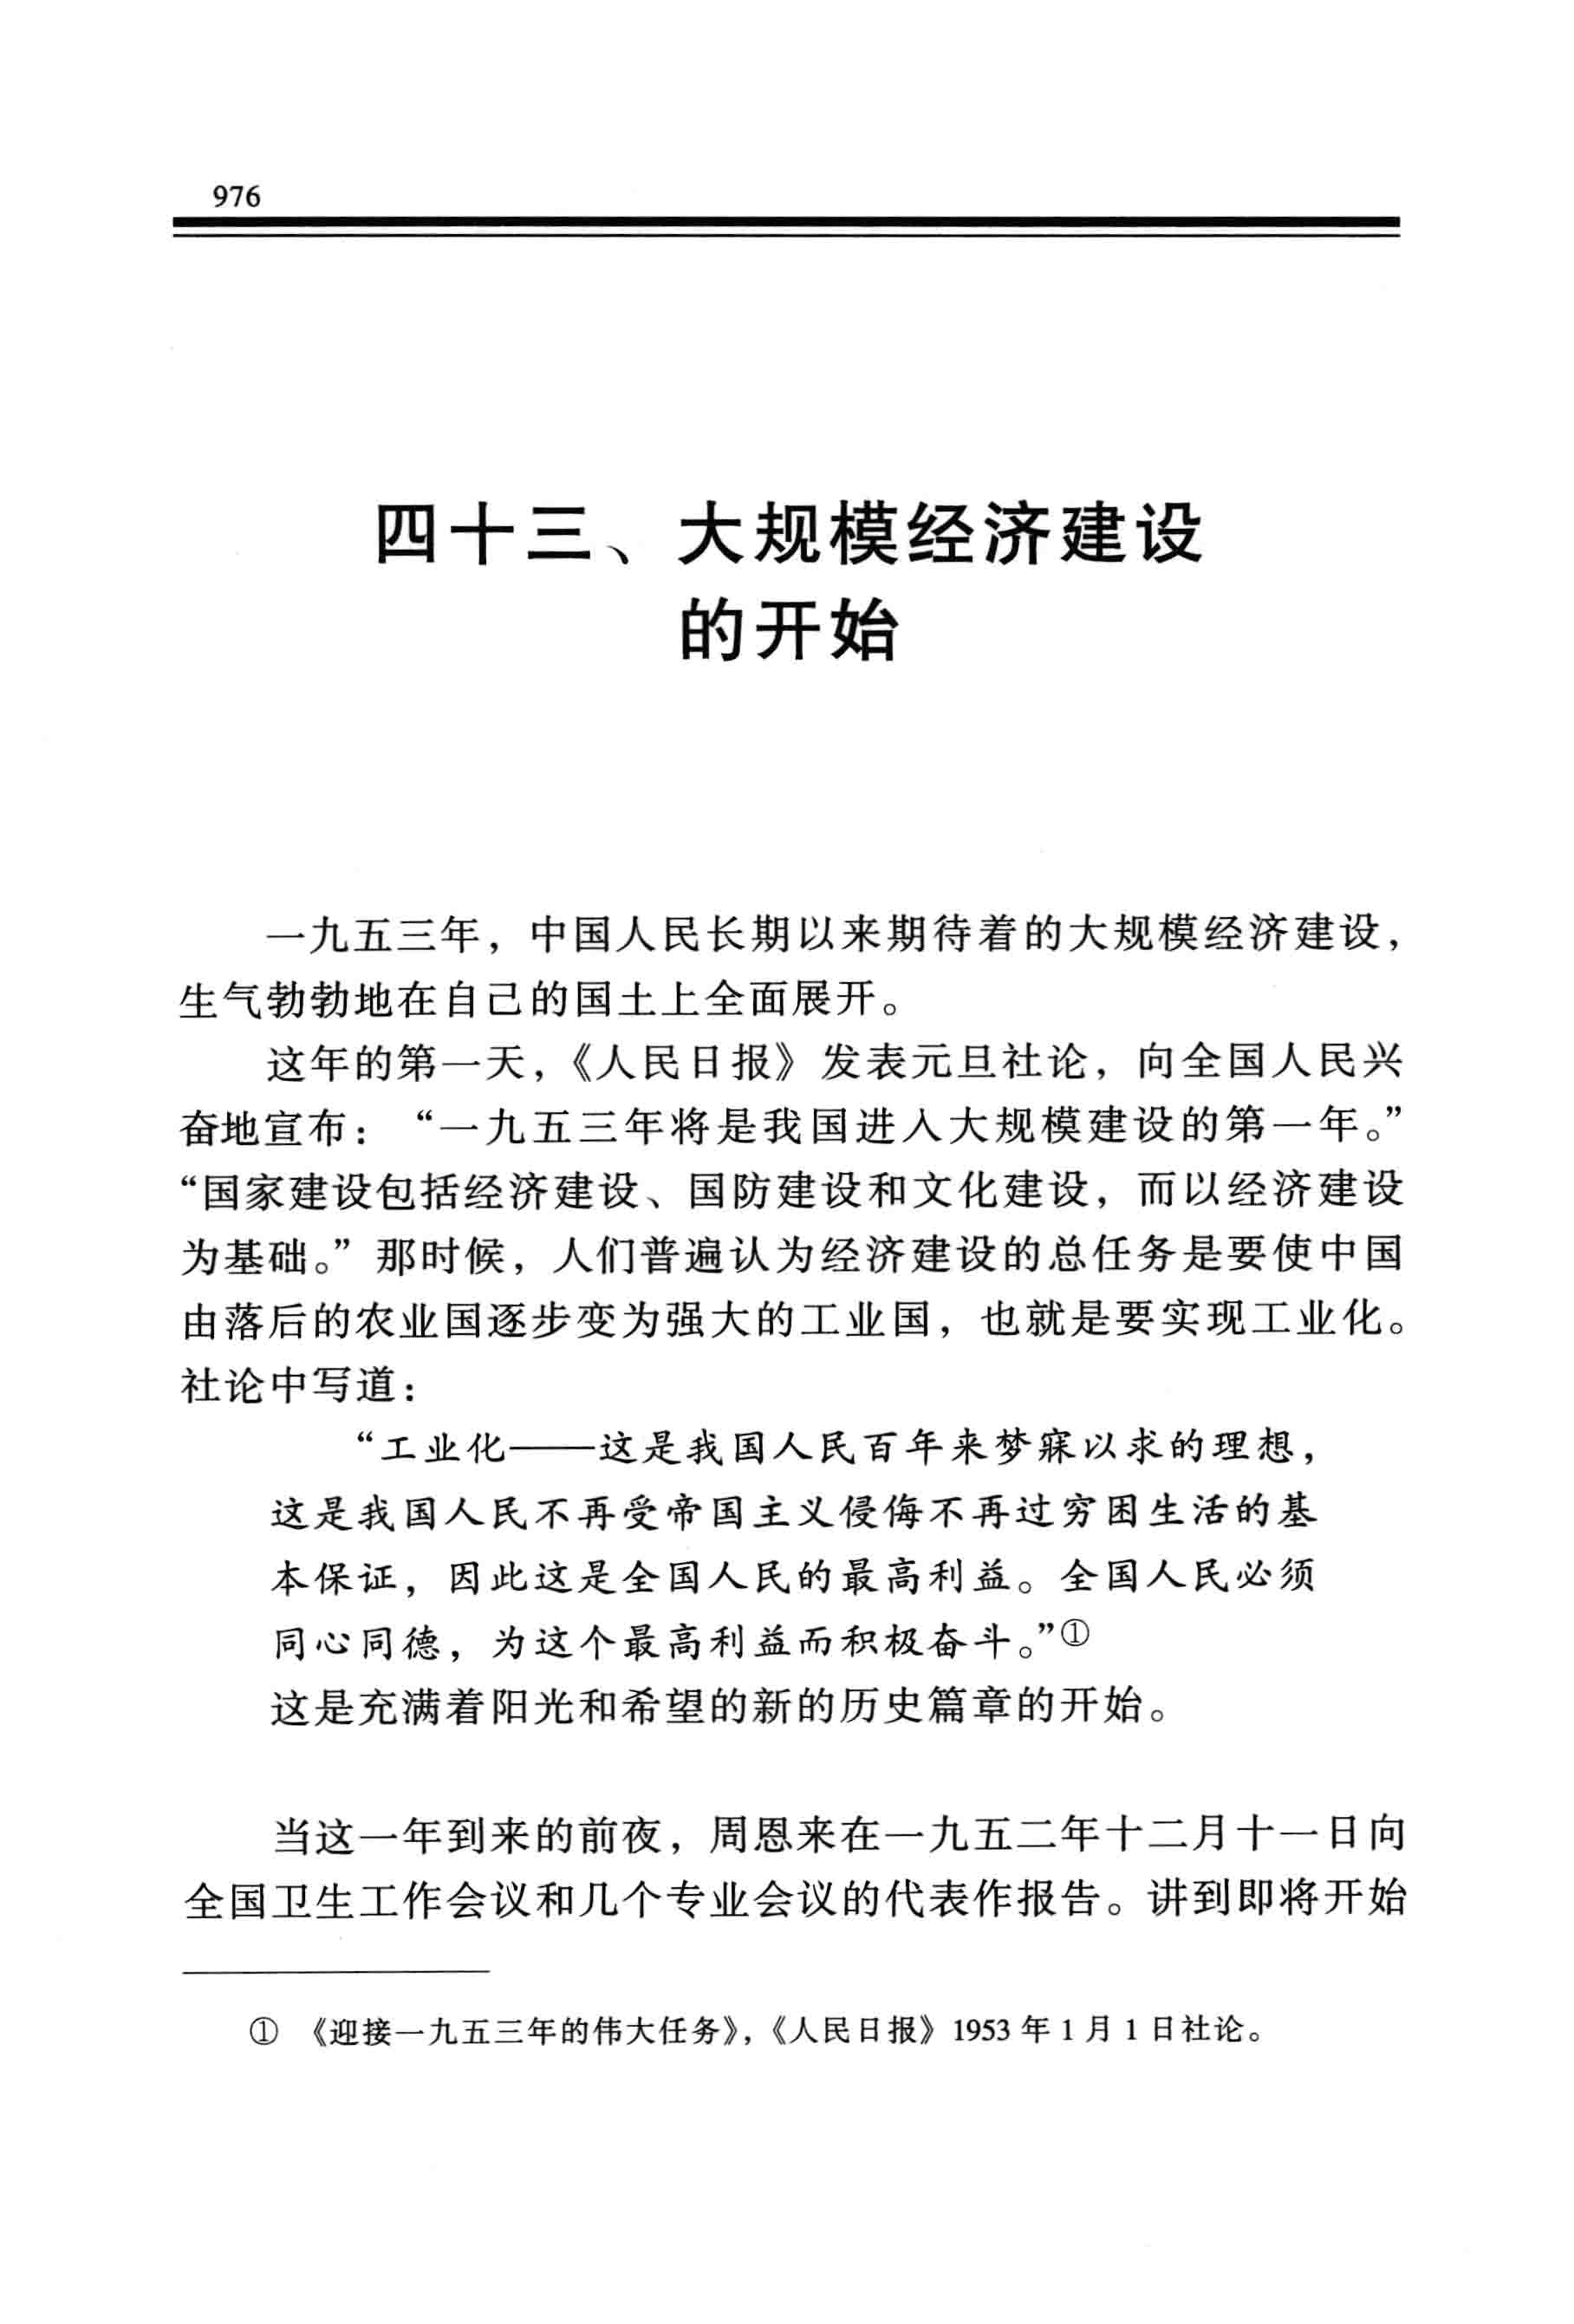 976
四十三、大规模经济建设
的开始
一九五三年，中国人民长期以来期待着的大规模经济建设，
生气勃勃地在自己的国土上全面展开。
这年的第一天，《人民日报》发表元旦社论，向全国人民兴
奋地宣布：“一九五三年将是我国进入大规模建设的第一年。”
“国家建设包括经济建设、国防建设和文化建设，而以经济建设
为基础。”那时候，人们普遍认为经济建设的总任务是要使中国
由落后的农业国逐步变为强大的工业国，也就是要实现工业化。
社论中写道：
“工业化——这是我国人民百年来梦寐以求的理想，
这是我国人民不再受帝国主义侵侮不再过穷困生活的基
本保证，因此这是全国人民的最高利益。全国人民必须
同心同德，为这个最高利益而积极奋斗。”①
这是充满着阳光和希望的新的历史篇章的开始。
当这一年到来的前夜，周恩来在一九五二年十二月十一日向
全国卫生工作会议和几个专业会议的代表作报告。讲到即将开始
① 《迎接一九五三年的伟大任务》，《人民日报》1953 年 1 月 1 日社论。